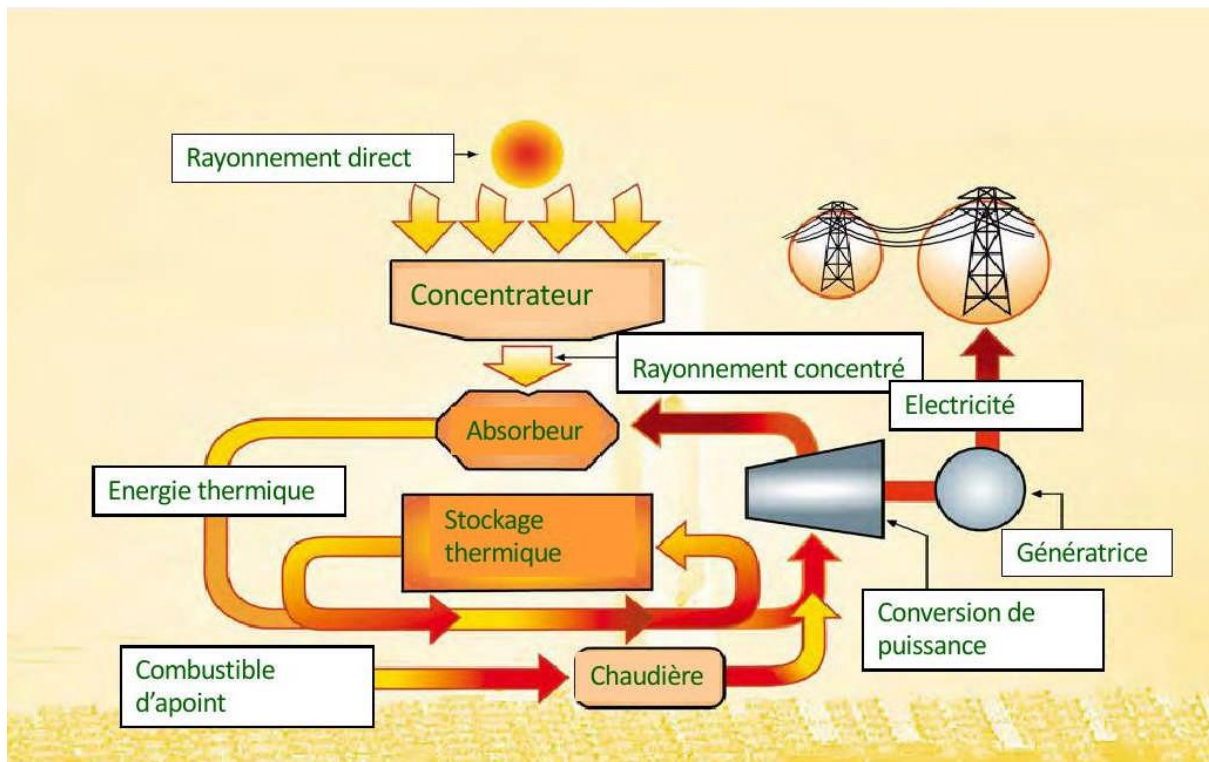 Rayonnement direct
Concentrateur
Rayonnement concentré
Electricité
Absorbeur
Energie thermique
Stockage
thermique
Génératrice
Conversion de
puissance
Combustible
d’apoint
Chaudière